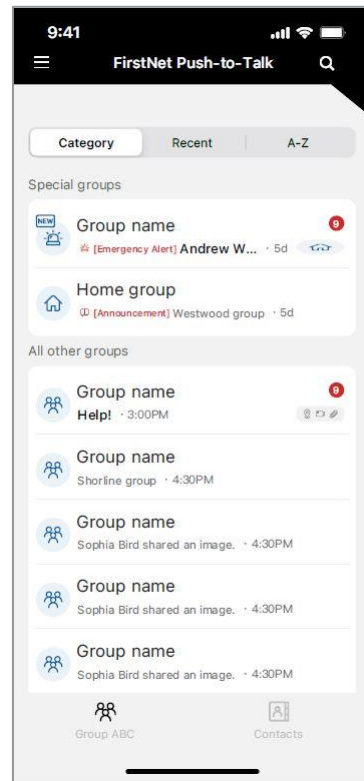 9:41
FirstNet Push-to-Talk
Category Recent A-Z
Special groups
NEW
Group name 9
[Emergency Alert] Andrew W... · 5d
Home group
[Announcement] Westwood group · 5d
All other groups
Group name 9
Help! · 3:00PM
Group name
Shorline group · 4:30PM
Group name
Sophia Bird shared an image. · 4:30PM
Group name
Sophia Bird shared an image. · 4:30PM
Group name
Sophia Bird shared an image. · 4:30PM
Group ABC Contacts